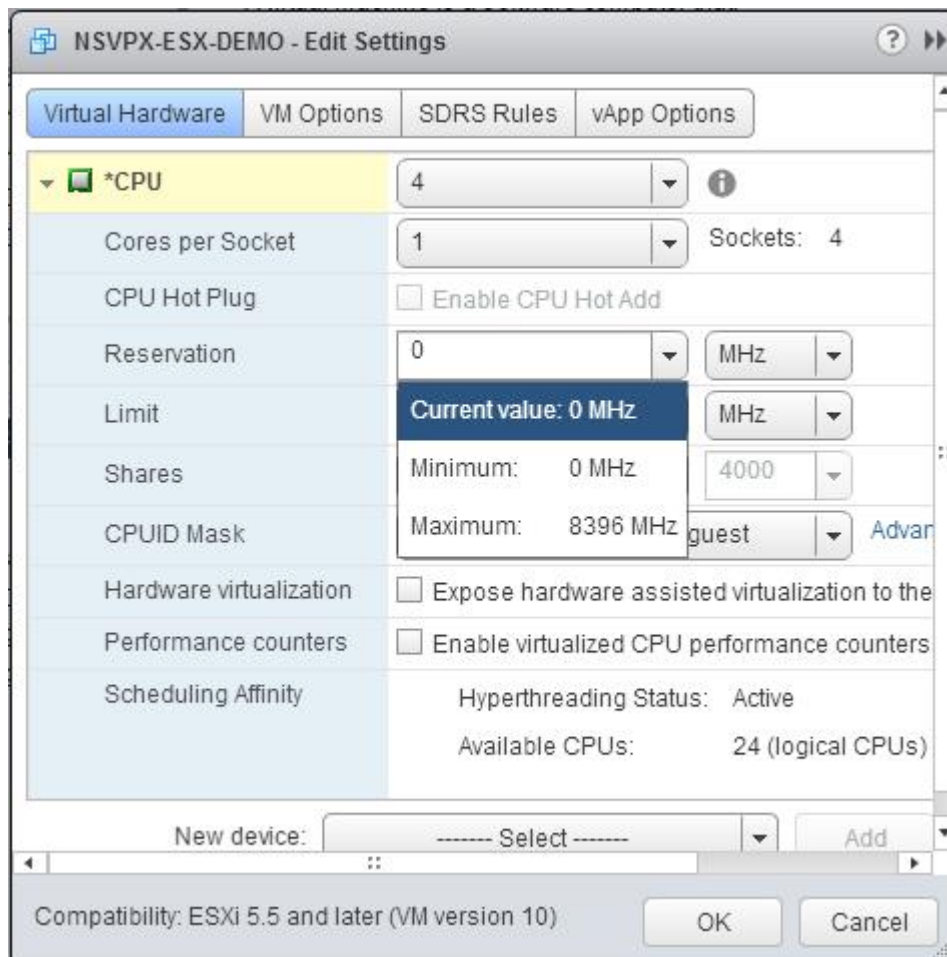 NSVPX-ESX-DEMO - Edit Settings
Virtual Hardware VM Options SDRS Rules vApp Options
*CPU 4
Cores per Socket 1 Sockets: 4
CPU Hot Plug Enable CPU Hot Add
Reservation 0 MHz
Limit Current value: 0 MHz MHz
Shares Minimum: 0 MHz 4000
CPUID Mask Maximum: 8396 MHz guest Advan
Hardware virtualization Expose hardware assisted virtualization to the
Performance counters Enable virtualized CPU performance counters
Scheduling Affinity Hyperthreading Status: Active
Available CPUs: 24 (logical CPUs)
New device: ------- Select ------- Add
Compatibility: ESXi 5.5 and later (VM version 10) OK Cancel